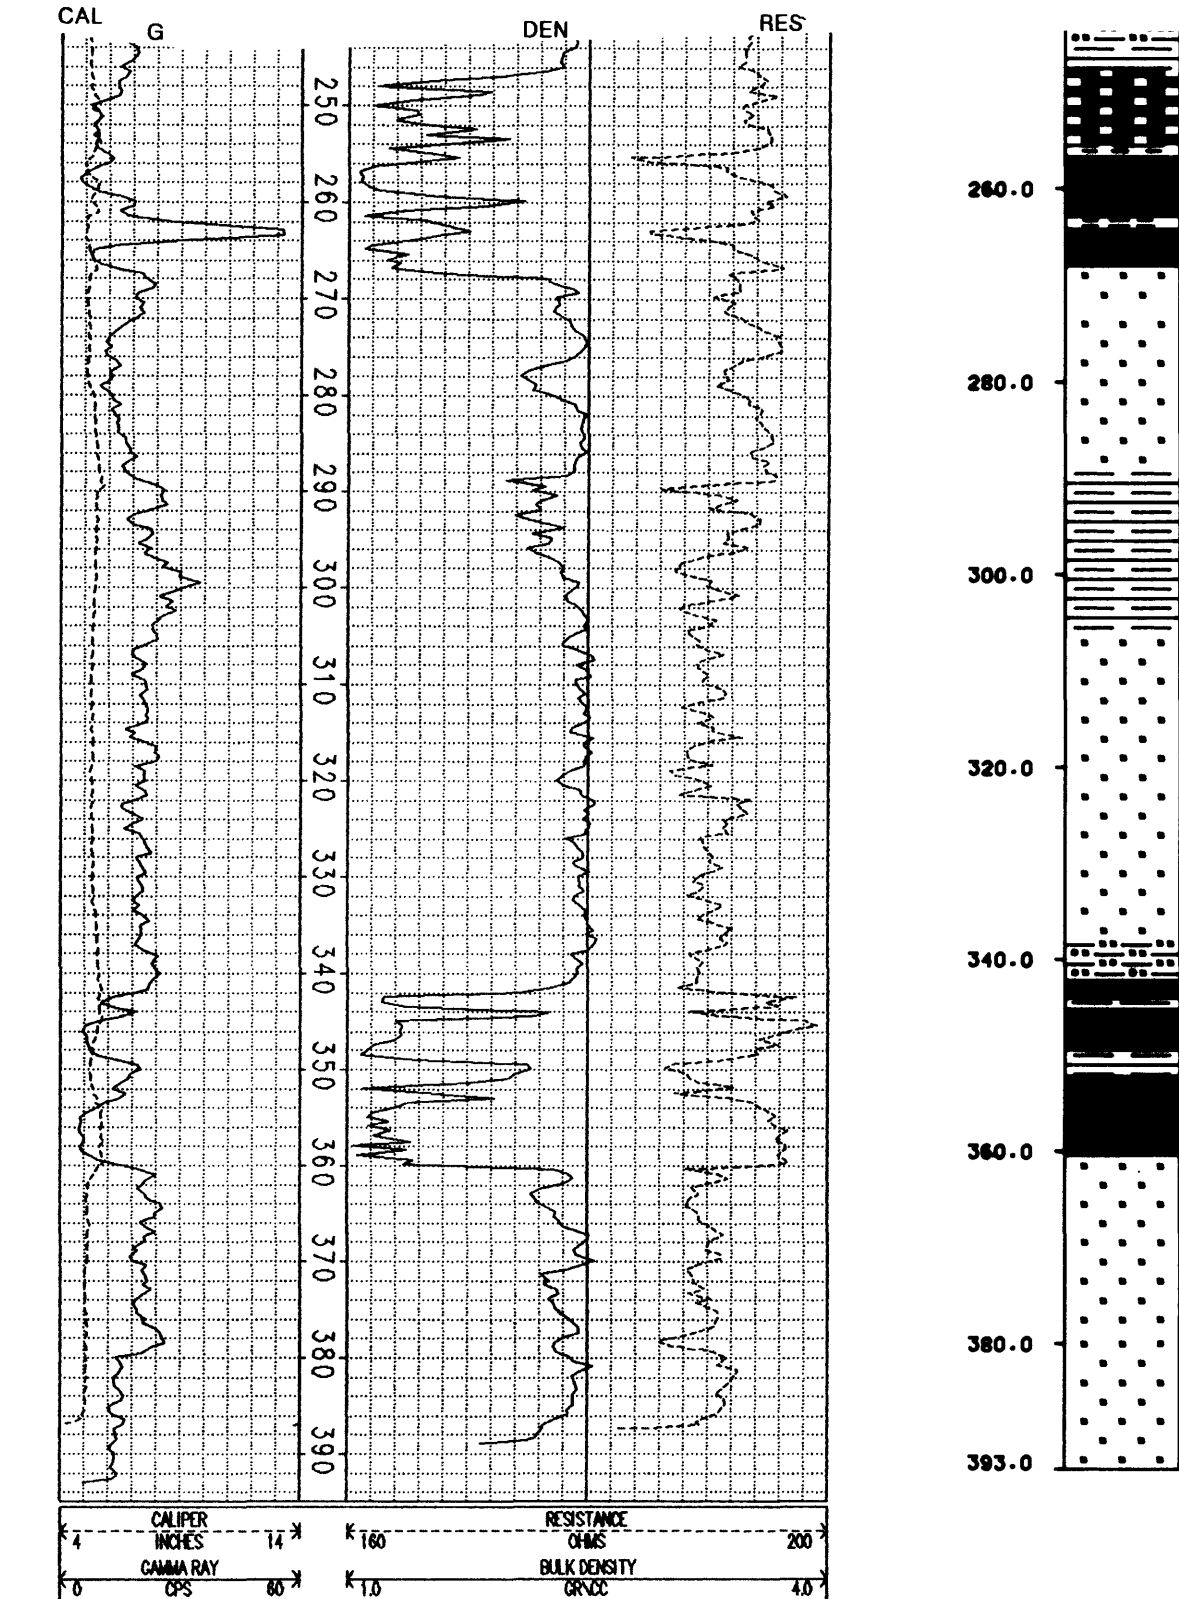 CAL
G
DEN
RES
250
260
270
280
290
300
310
320
330
340
350
360
370
380
390
260.0
280.0
300.0
320.0
340.0
360.0
380.0
393.0
CALIPER
4 INCHES 14
GAMMA RAY
0 CPS 60
RESISTANCE
160 OHMS 200
BULK DENSITY
1.0 GR\CC 4.0